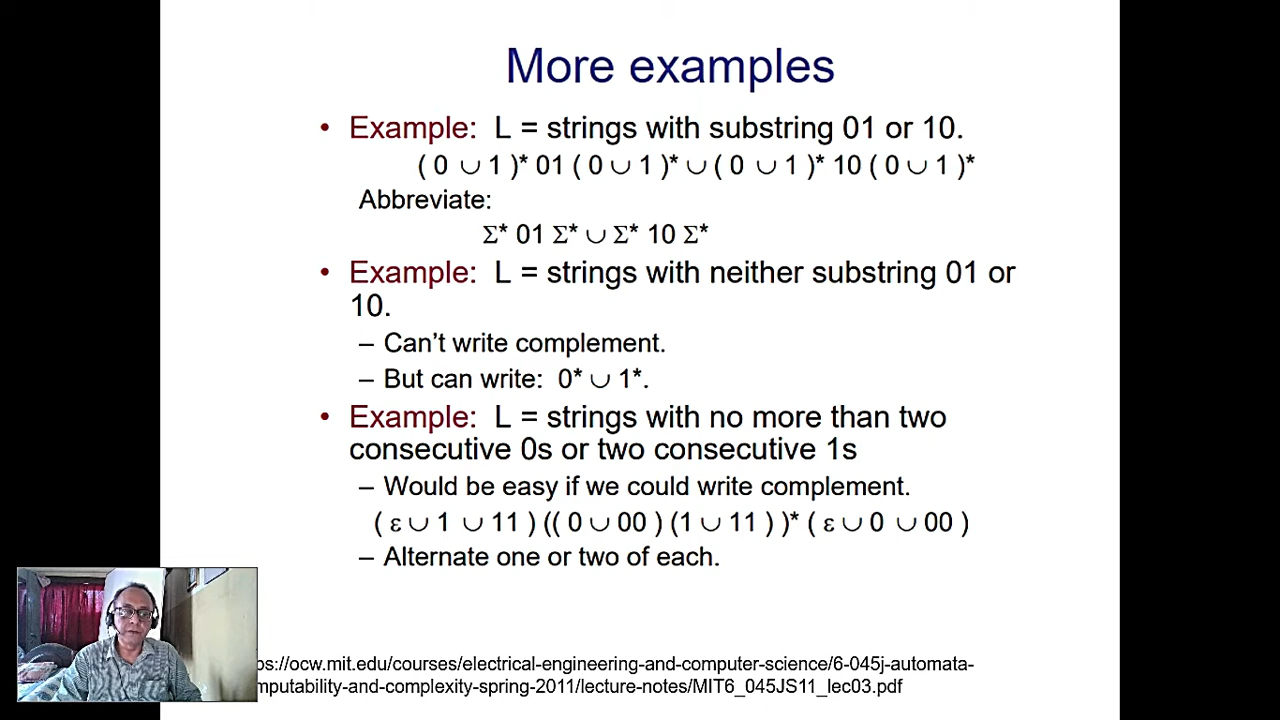 More examples
• Example: L = strings with substring 01 or 10.
( 0 ∪ 1 )* 01 ( 0 ∪ 1 )* ∪ ( 0 ∪ 1 )* 10 ( 0 ∪ 1 )*
Abbreviate:
Σ* 01 Σ* ∪ Σ* 10 Σ*
• Example: L = strings with neither substring 01 or
10.
– Can't write complement.
– But can write: 0* ∪ 1*.
• Example: L = strings with no more than two
consecutive 0s or two consecutive 1s
– Would be easy if we could write complement.
( ε ∪ 1 ∪ 11 ) (( 0 ∪ 00 ) (1 ∪ 11 ) )* ( ε ∪ 0 ∪ 00 )
– Alternate one or two of each.
ps://ocw.mit.edu/courses/electrical-engineering-and-computer-science/6-045j-automata-
mputability-and-complexity-spring-2011/lecture-notes/MIT6_045JS11_lec03.pdf